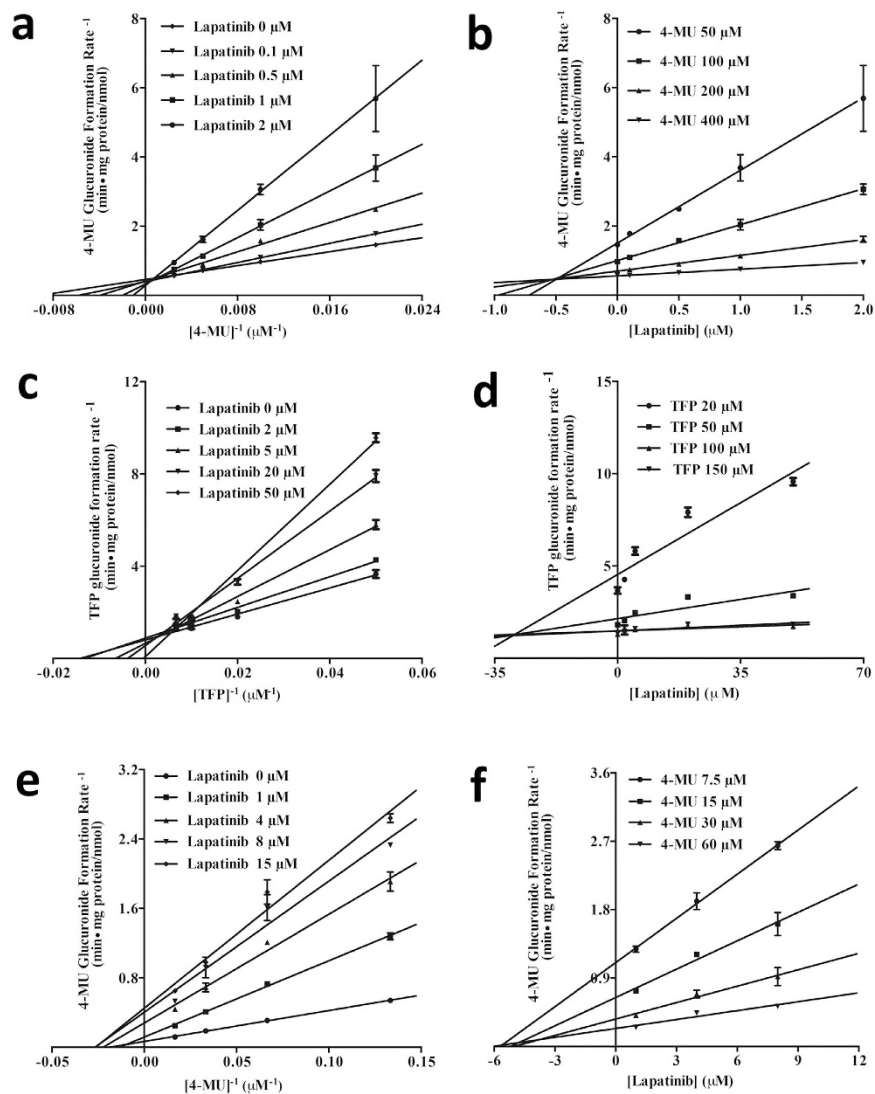 a
4-MU Glucuronide Formation Rate -1
(min• mg protein/nmol)
8
6
4
2
Lapatinib 0 µM
Lapatinib 0.1 µM
Lapatinib 0.5 µM
Lapatinib 1 µM
Lapatinib 2 µM
-0.008
0.000
0.008
0.016
0.024
[4-MU]-1 (µM-1)
b
4-MU Glucuronide Formation Rate -1
(min• mg protein/nmol)
8
6
4
2
4-MU 50 µM
4-MU 100 µM
4-MU 200 µM
4-MU 400 µM
-1.0
-0.5
0.0
0.5
1.0
1.5
2.0
[Lapatinib] (µM)
c
TFP glucuronide formation rate -1
(min• mg protein/nmol)
12
8
4
Lapatinib 0 µM
Lapatinib 2 µM
Lapatinib 5 µM
Lapatinib 20 µM
Lapatinib 50 µM
-0.02
0.00
0.02
0.04
0.06
[TFP]-1 (µM-1)
d
TFP glucuronide formation rate -1
(min• mg protein/nmol)
15
10
5
TFP 20 µM
TFP 50 µM
TFP 100 µM
TFP 150 µM
-35
0
35
70
[Lapatinib] (µ M)
e
4-MU Glucuronide Formation Rate -1
(min• mg protein/nmol)
3.2
2.4
1.6
0.8
Lapatinib 0 µM
Lapatinib 1 µM
Lapatinib 4 µM
Lapatinib 8 µM
Lapatinib 15 µM
-0.05
0.00
0.05
0.10
0.15
[4-MU]-1 (µM-1)
f
4-MU Glucuronide Formation Rate -1
(min• mg protein/nmol)
3.6
2.7
1.8
0.9
4-MU 7.5 µM
4-MU 15 µM
4-MU 30 µM
4-MU 60 µM
-6
-3
0
3
6
9
12
[Lapatinib] (µM)